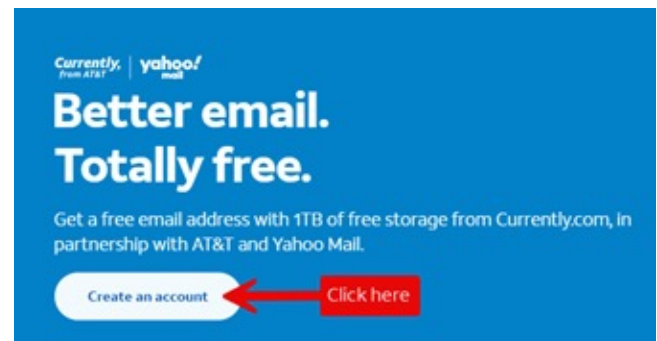 Currently, yahoo!
from AT&T mail
Better email.
Totally free.
Get a free email address with 1TB of free storage from Currently.com, in
partnership with AT&T and Yahoo Mail.
Create an account Click here